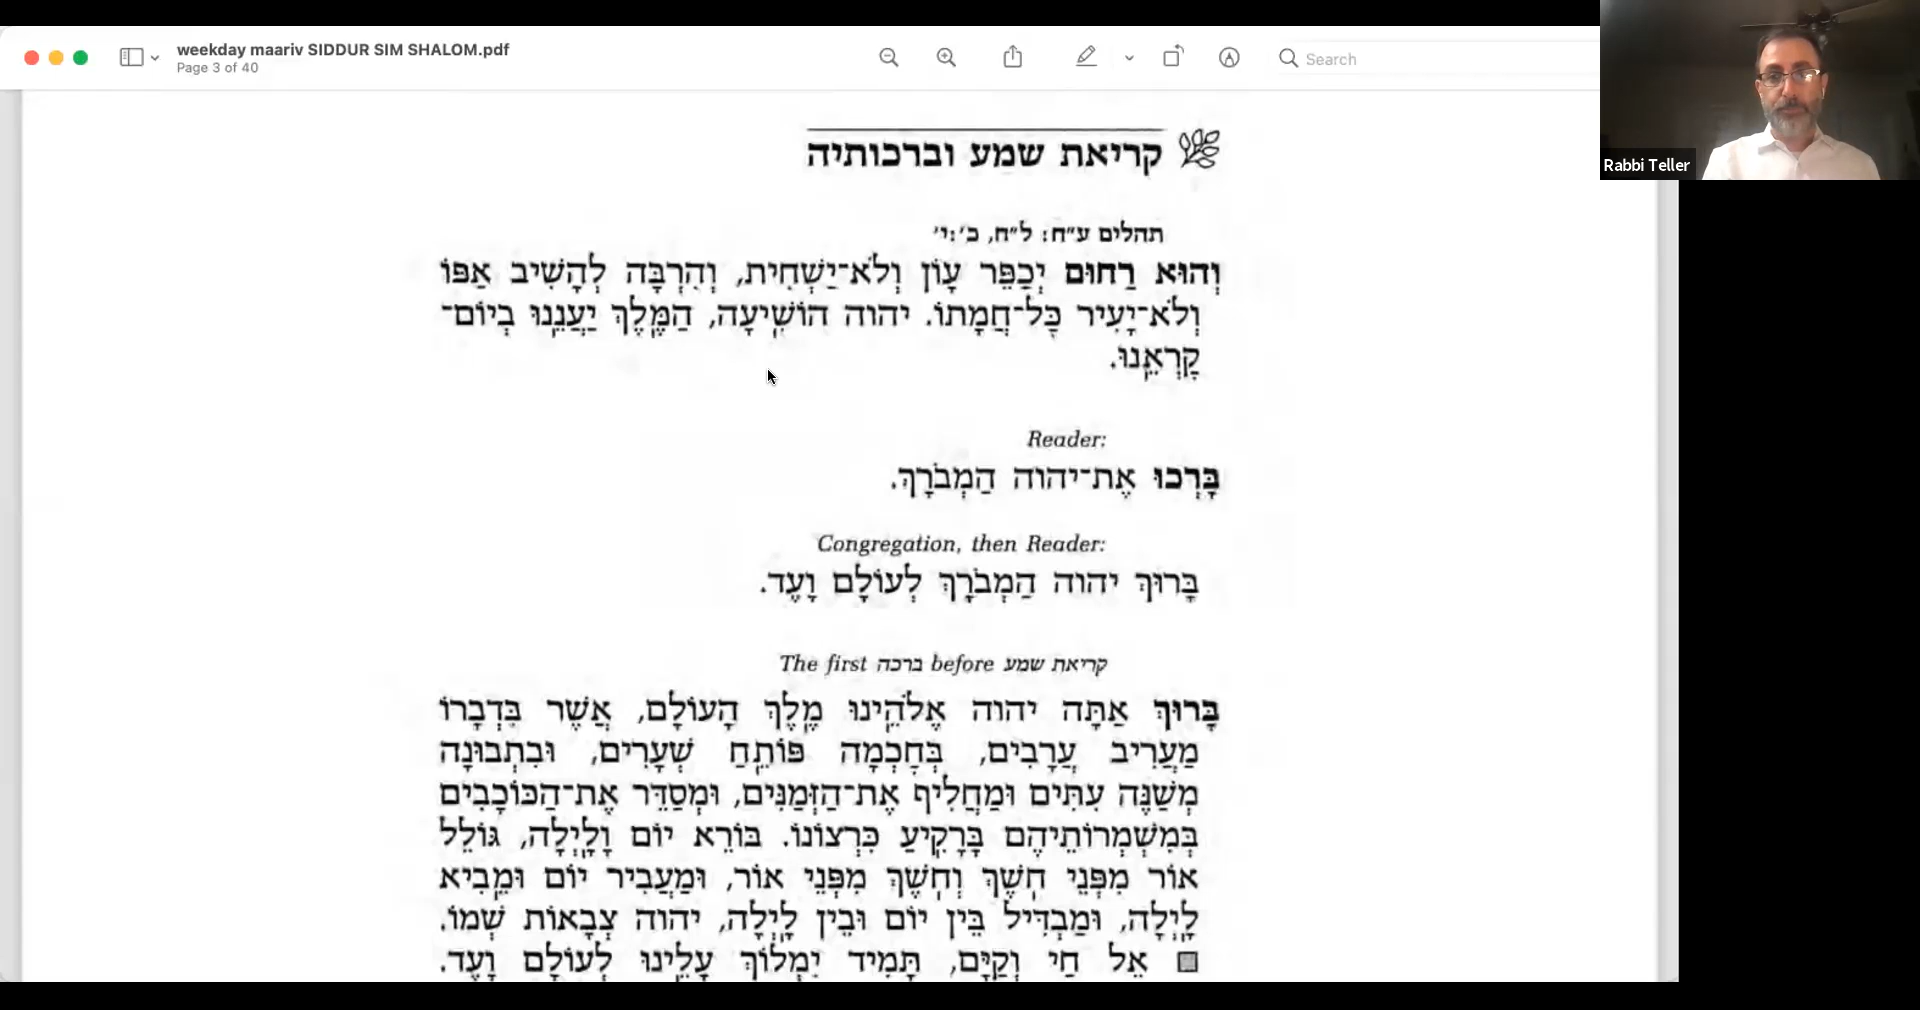 weekday maariv SIDDUR SIM SHALOM.pdf
Page 3 of 40
Search
Rabbi Teller
קריאת שמע וברכותיה
תהלים ע״ח: ל״ח, כ׳:י׳
וְהוּא רַחוּם יְכַפֵּר עָוֹן וְלֹא־יַשְׁחִית, וְהִרְבָּה לְהָשִׁיב אַפּוֹ
וְלֹא־יָעִיר כׇּל־חֲמָתוֹ. יהוה הוֹשִֽׁיעָה, הַמֶּֽלֶךְ יַעֲנֵֽנוּ בְיוֹם־
קׇרְאֵֽנוּ.
Reader:
בָּרְכוּ אֶת־יהוה הַמְבֹרָךְ.
Congregation, then Reader:
בָּרוּךְ יהוה הַמְבֹרָךְ לְעוֹלָם וָעֶד.
The first ברכה before קריאת שמע
בָּרוּךְ אַתָּה יהוה אֱלֹהֵֽינוּ מֶֽלֶךְ הָעוֹלָם, אֲשֶׁר בִּדְבָרוֹ
מַעֲרִיב עֲרָבִים, בְּחׇכְמָה פּוֹתֵֽחַ שְׁעָרִים, וּבִתְבוּנָה
מְשַׁנֶּה עִתִּים וּמַחֲלִיף אֶת־הַזְּמַנִּים, וּמְסַדֵּר אֶת־הַכּוֹכָבִים
בְּמִשְׁמְרוֹתֵיהֶם בָּרָקִֽיעַ כִּרְצוֹנוֹ. בּוֹרֵא יוֹם וָלָֽיְלָה, גּוֹלֵל
אוֹר מִפְּנֵי חֹֽשֶׁךְ וְחֹֽשֶׁךְ מִפְּנֵי אוֹר, וּמַעֲבִיר יוֹם וּמֵֽבִיא
לָֽיְלָה, וּמַבְדִּיל בֵּין יוֹם וּבֵין לָֽיְלָה, יהוה צְבָאוֹת שְׁמוֹ.
אֵל חַי וְקַיָּם, תָּמִיד יִמְלוֹךְ עָלֵֽינוּ לְעוֹלָם וָעֶד.